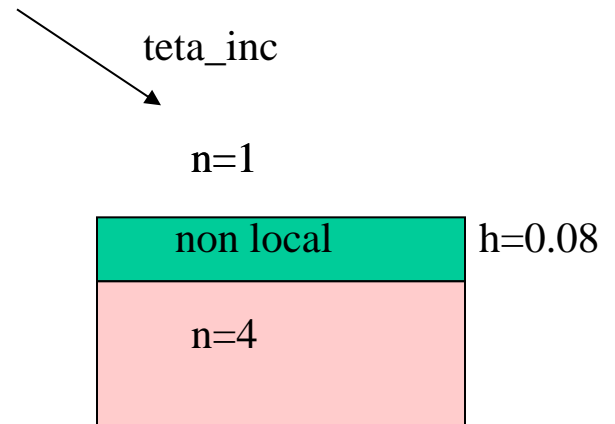 teta_inc
n=1
non local
h=0.08
n=4